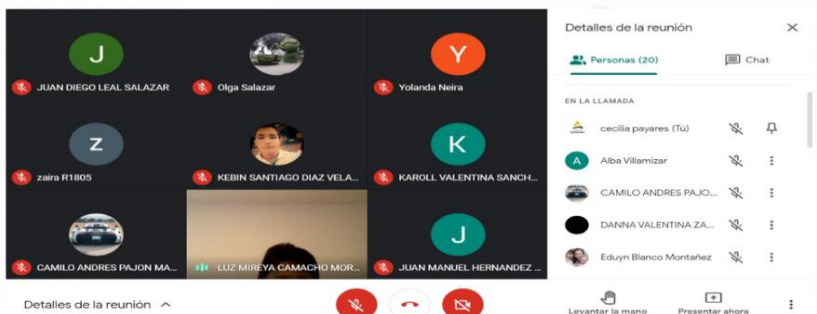 J
Y
JUAN DIEGO LEAL SALAZAR
Olga Salazar
Yolanda Neira
z
K
zaira R1805
KEBIN SANTIAGO DIAZ VELA...
KAROLL VALENTINA SANCH...
J
CAMILO ANDRES PAJON MA...
LUZ MIREYA CAMACHO MOR...
JUAN MANUEL HERNANDEZ ...
Detalles de la reunión
Detalles de la reunión
Personas (20)
Chat
EN LA LLAMADA
cecilia payares (Tú)
A
Alba Villamizar
CAMILO ANDRES PAJO...
DANNA VALENTINA ZA...
Eduyn Blanco Montañez
Levantar la mano
Presentar ahora